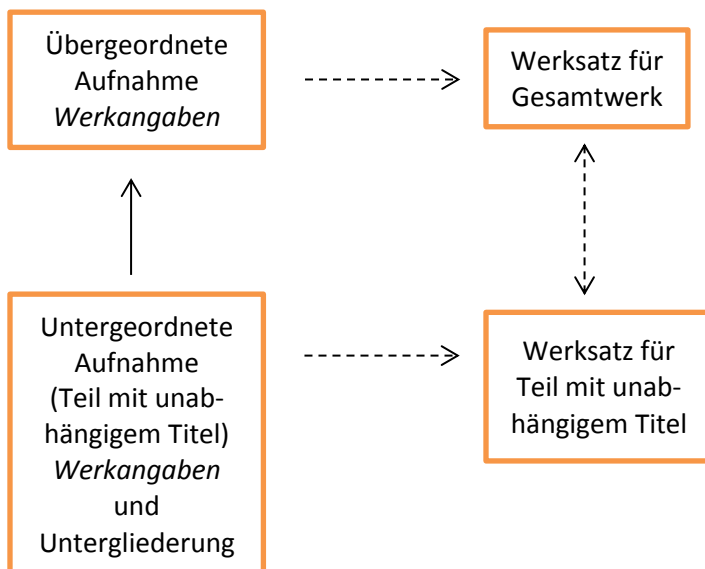 Übergeordnete
Aufnahme
Werkangaben
Werksatz für
Gesamtwerk
Untergeordnete
Aufnahme
(Teil mit unab-
hängigem Titel)
Werkangaben
und
Untergliederung
Werksatz für
Teil mit unab-
hängigem Titel